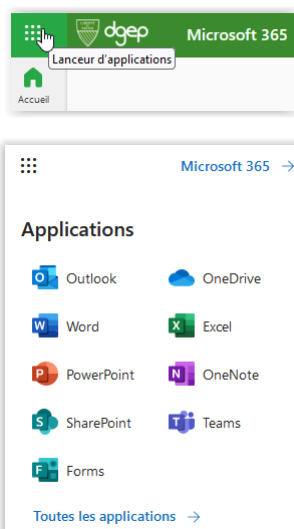 dgep Microsoft 365
Lanceur d'applications
Accueil
Microsoft 365 →
Applications
Outlook OneDrive
Word Excel
PowerPoint OneNote
SharePoint Teams
Forms
Toutes les applications →